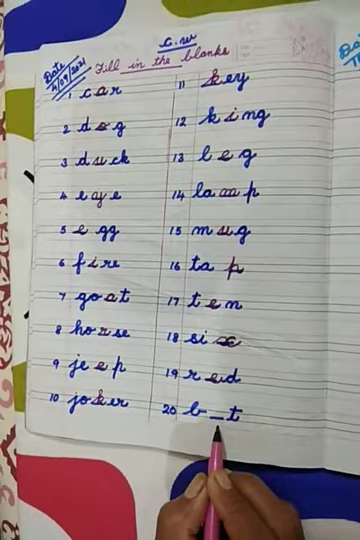 C.W
Date
4/09/2021
Fill in the blanks
1 car
2 dog
3 duck
4 eye
5 egg
6 fire
7 goat
8 horse
9 jeep
10 joker
11 key
12 king
13 leg
14 lamp
15 mug
16 tap
17 ten
18 six
19 red
20 b_t